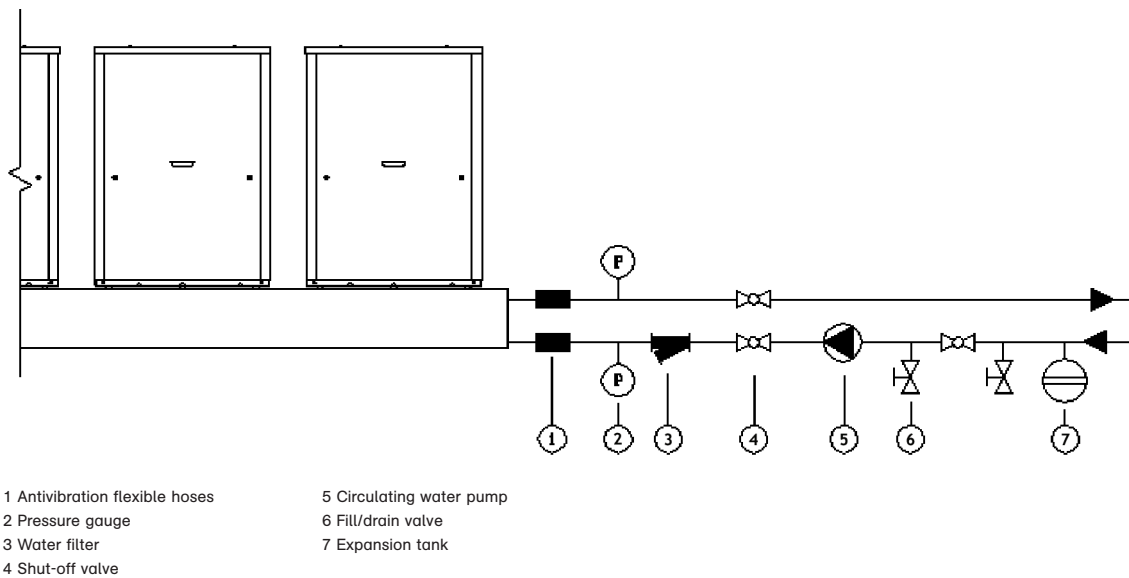 P
P
1 2 3 4 5 6 7
1 Antivibration flexible hoses
2 Pressure gauge
3 Water filter
4 Shut-off valve
5 Circulating water pump
6 Fill/drain valve
7 Expansion tank